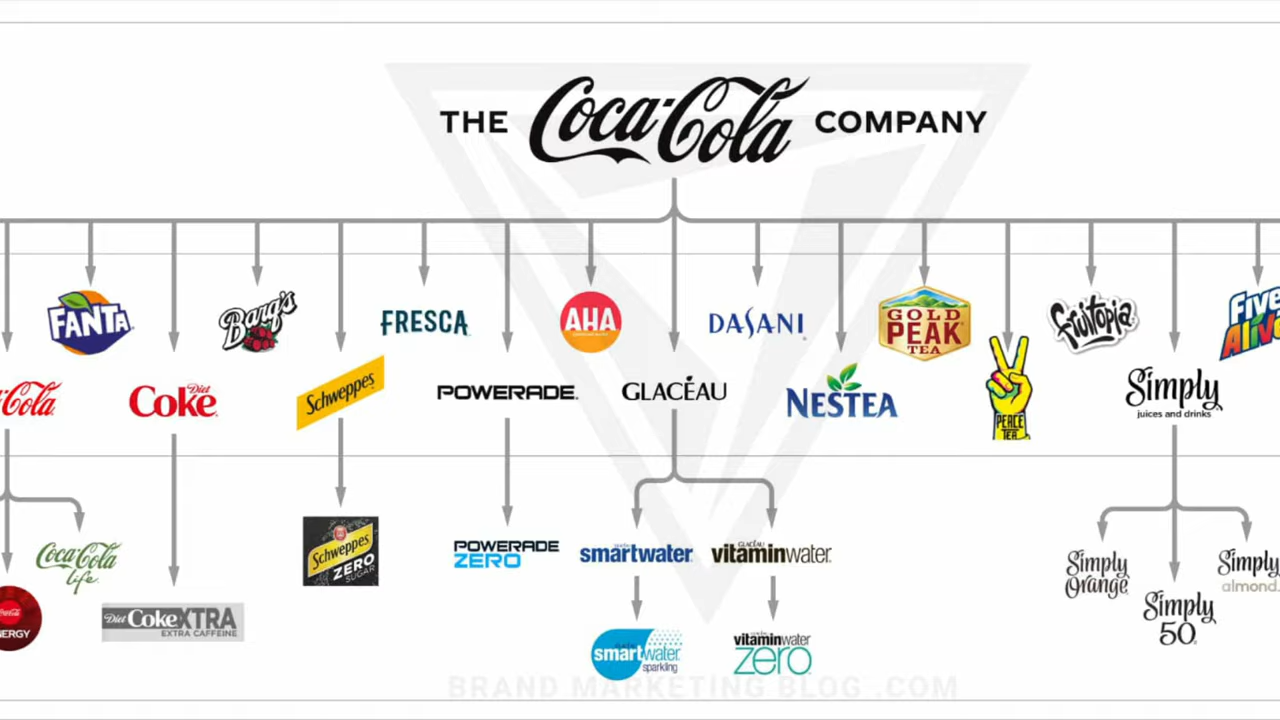 THE Coca-Cola COMPANY
FANTA
Barq's
FRESCA
AHA
DASANI
GOLD
PEAK
TEA
Fruitopia
Five
Alive
Cola
Diet
Coke
Schweppes
POWERADE
GLACÉAU
NESTEA
PEACE
TEA
Simply
juices and drinks
Coca-Cola
life
NERGY
Diet Coke XTRA
EXTRA CAFFEINE
Schweppes
ZERO
SUGAR
POWERADE
ZERO
smartwater
GLACÉAU
vitaminwater
smartwater
sparkling
vitaminwater
zero
Simply
Orange
Simply
50
Simply
almond
BRAND MARKETING BLOG .COM